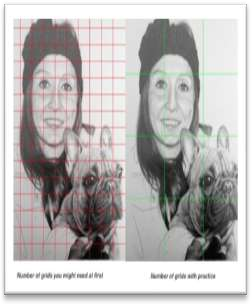 Number of grids you might need at first
Number of grids with practice